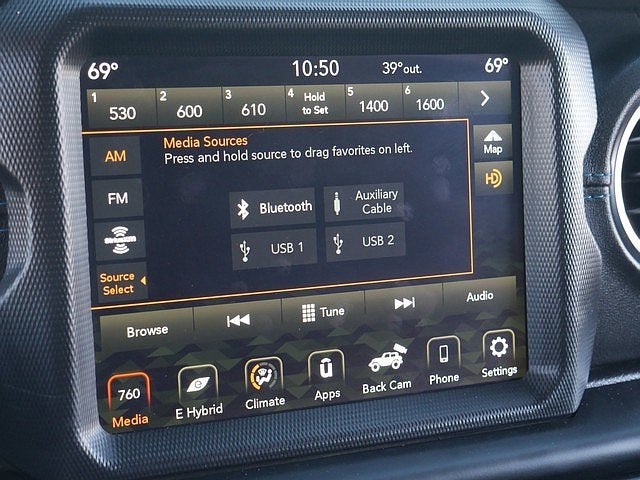 69° 10:50 39°out. 69°
1 530 2 600 3 610 4 Hold to Set 5 1400 6 1600
Media Sources
Press and hold source to drag favorites on left.
AM
FM
SiriusXM
Source
Select
Bluetooth
Auxiliary
Cable
USB 1
USB 2
Map
HD
Browse Tune Audio
760
Media
E Hybrid
Climate
Apps
Back Cam
Phone
Settings